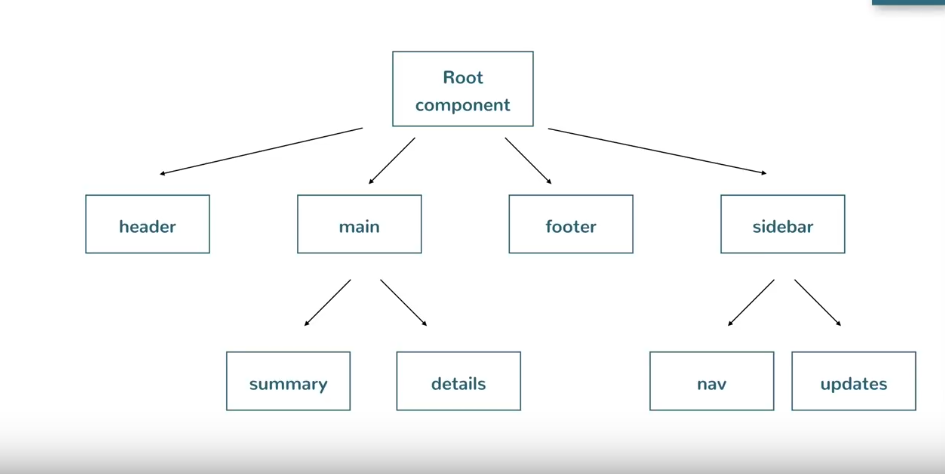 Root
component
header
main
footer
sidebar
summary
details
nav
updates